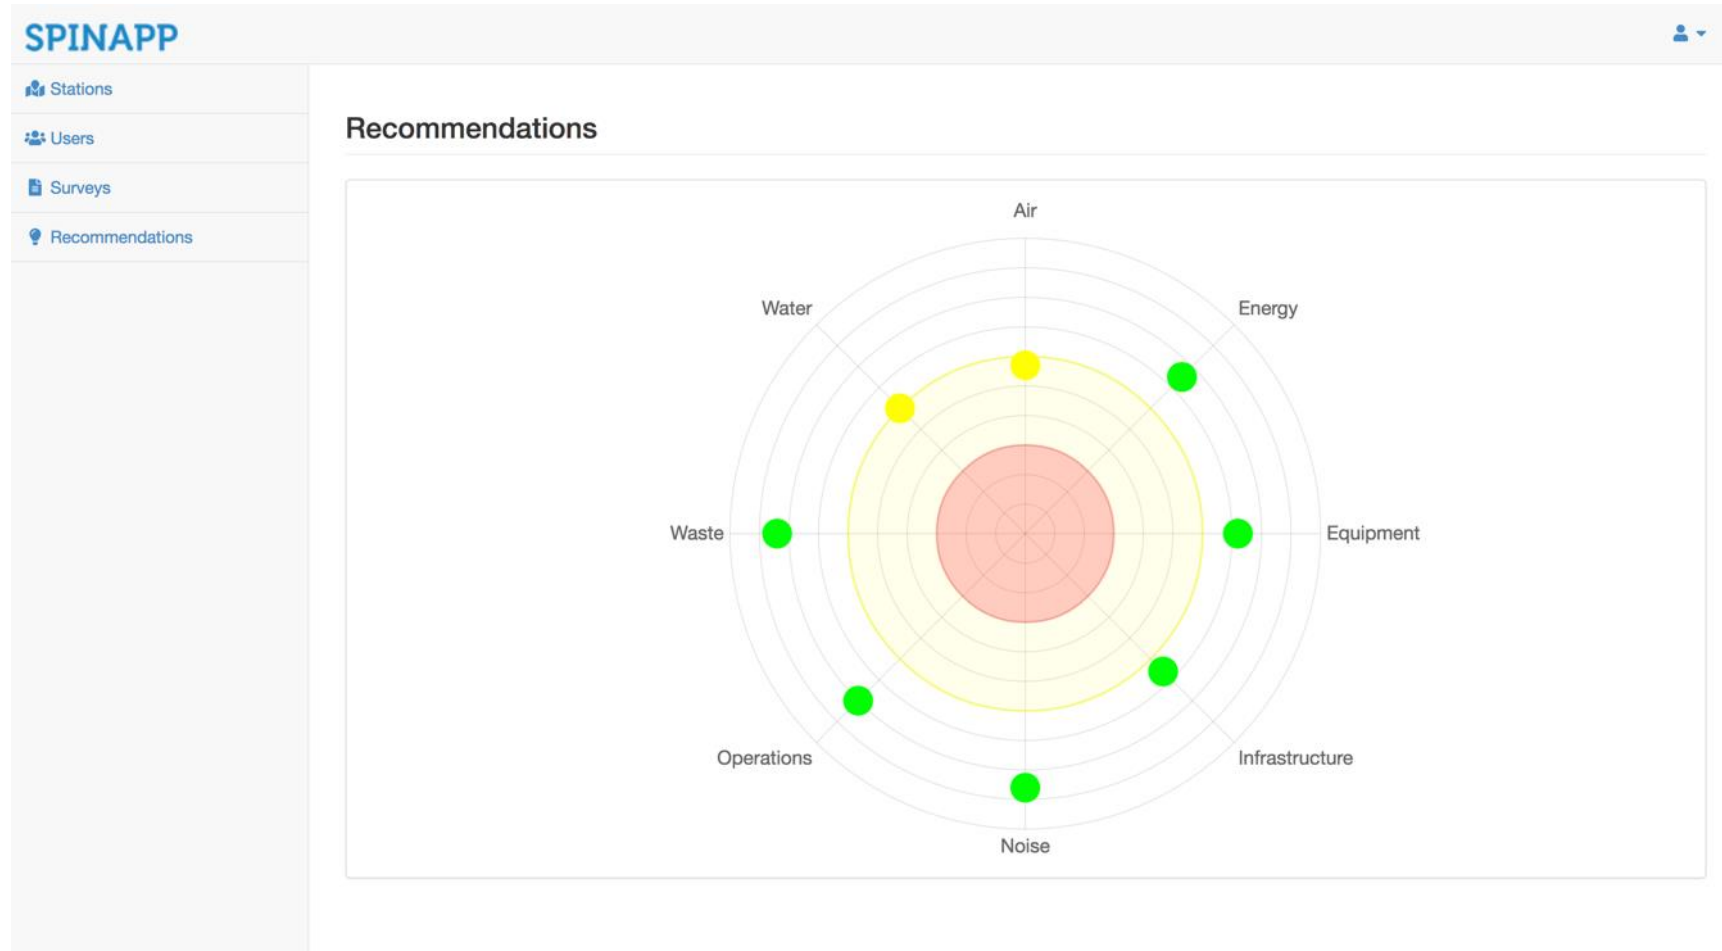 SPINAPP
Stations
Users
Surveys
Recommendations
Recommendations
Air
Water
Energy
Waste
Equipment
Operations
Infrastructure
Noise